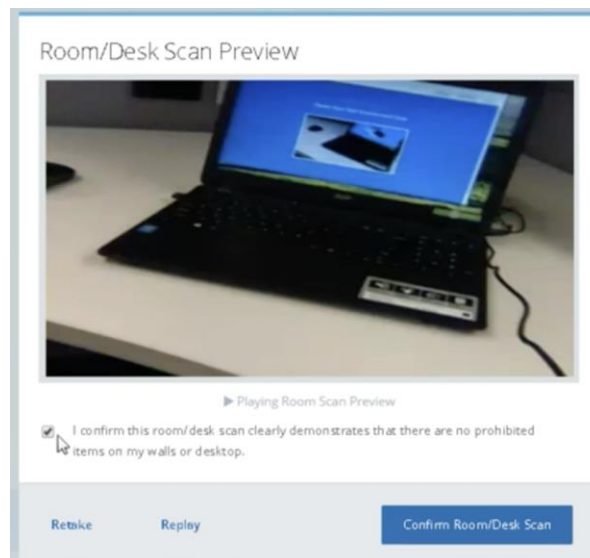 Room/Desk Scan Preview
▶ Playing Room Scan Preview
I confirm this room/desk scan clearly demonstrates that there are no prohibited
items on my walls or desktop.
Retake
Replay
Confirm Room/Desk Scan